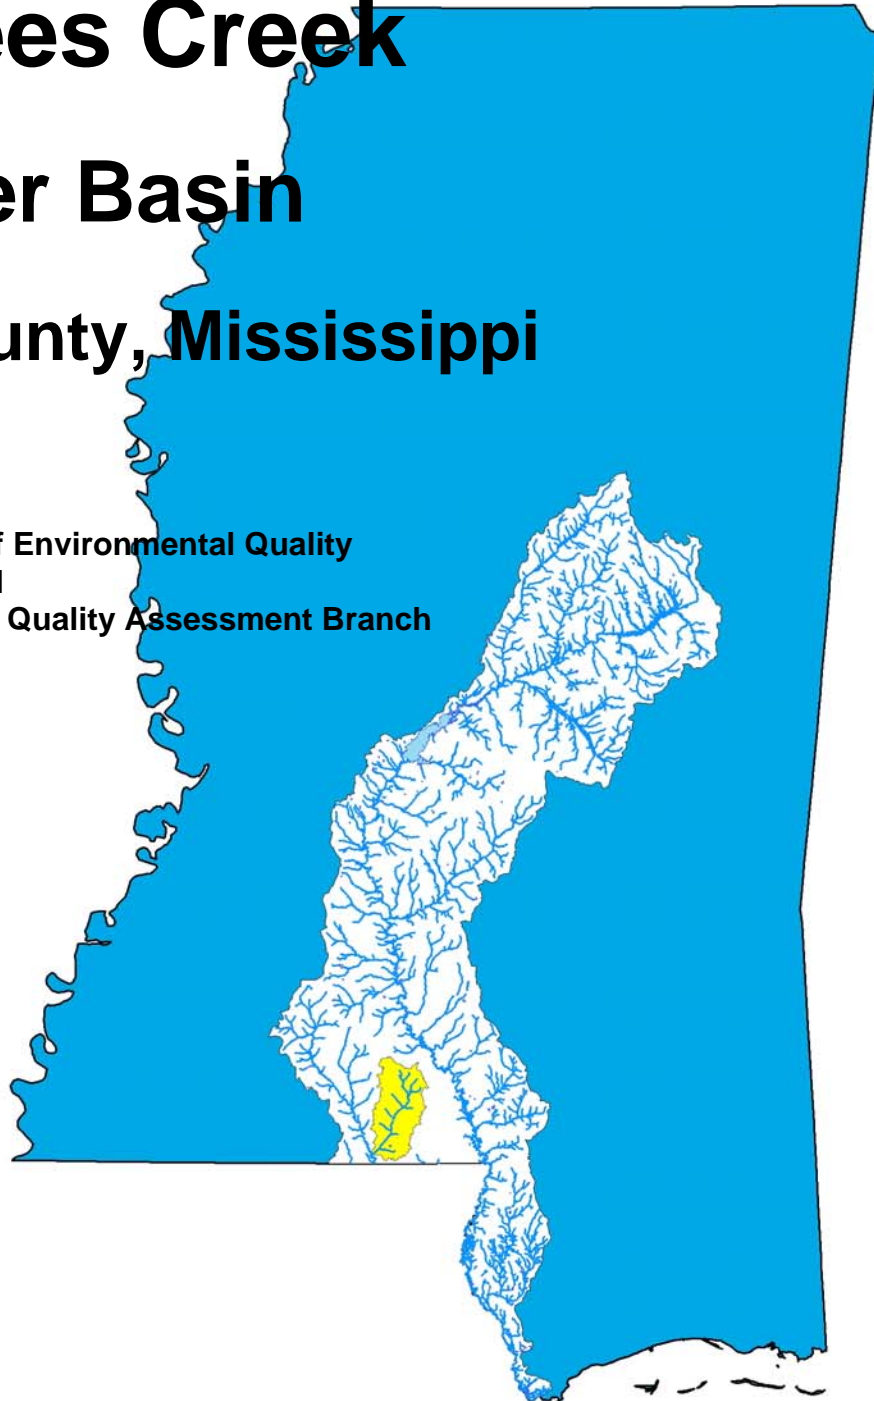 ees Creek
er Basin
unty, Mississippi
f Environmental Quality
l
Quality Assessment Branch